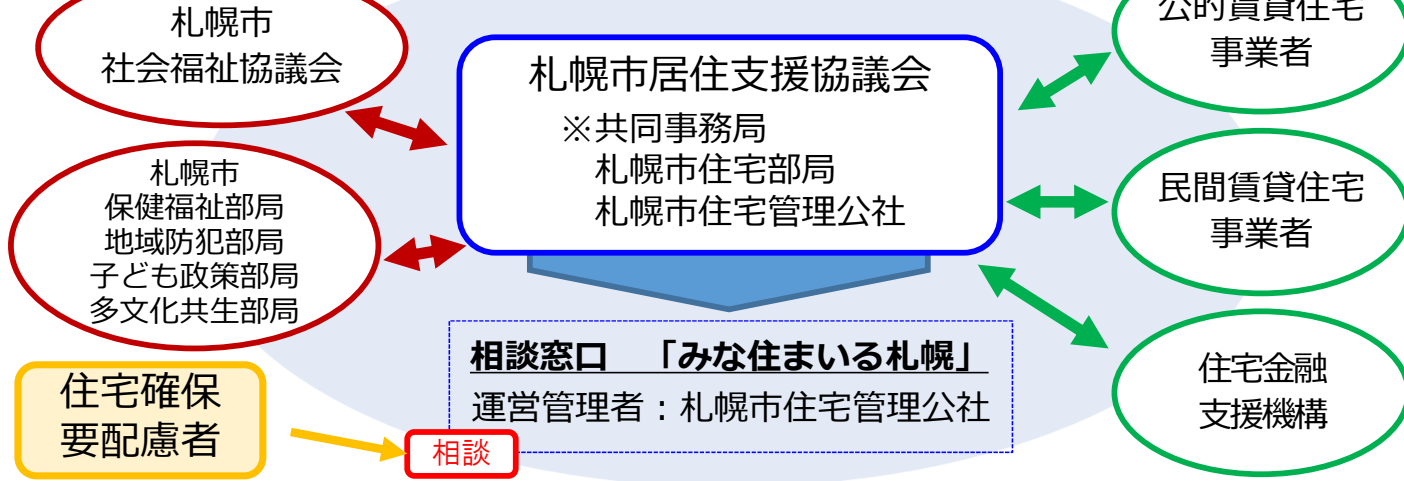 札幌市
社会福祉協議会
札幌市
保健福祉部局
地域防犯部局
子ども政策部局
多文化共生部局
住宅確保
要配慮者
札幌市居住支援協議会
※共同事務局
札幌市住宅部局
札幌市住宅管理公社
相談窓口　「みな住まいる札幌」
運営管理者：札幌市住宅管理公社
相談
公的賃貸住宅
事業者
民間賃貸住宅
事業者
住宅金融
支援機構